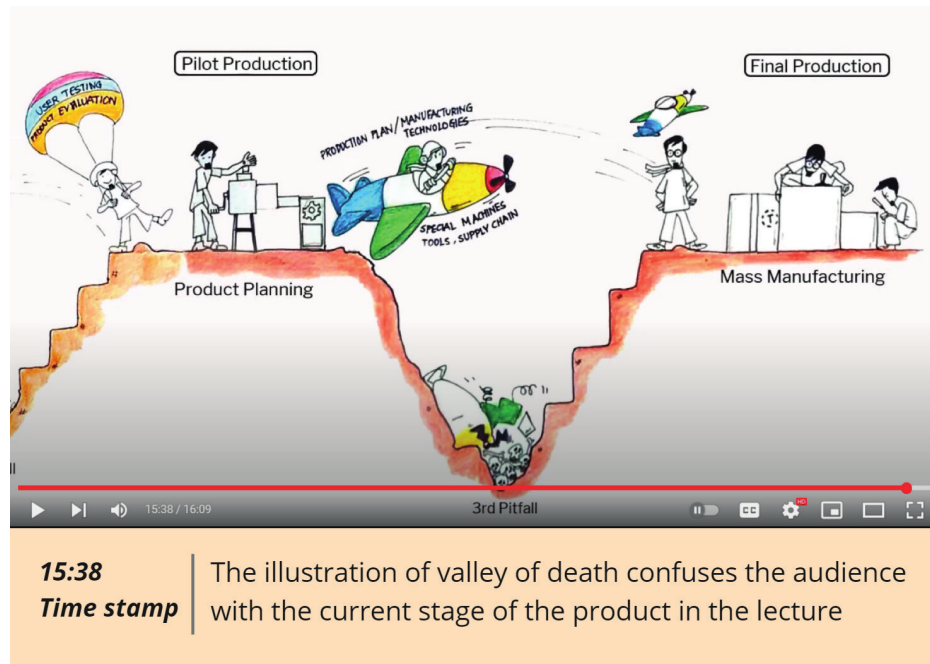 Pilot Production
Final Production
USER TESTING
PRODUCT EVALUATION
PRODUCTION PLAN/MANUFACTURING
TECHNOLOGIES
SPECIAL MACHINES
TOOLS, SUPPLY CHAIN
Product Planning
Mass Manufacturing
3rd Pitfall
15:38 / 16:09
CC
HD
15:38
Time stamp
The illustration of valley of death confuses the audience
with the current stage of the product in the lecture